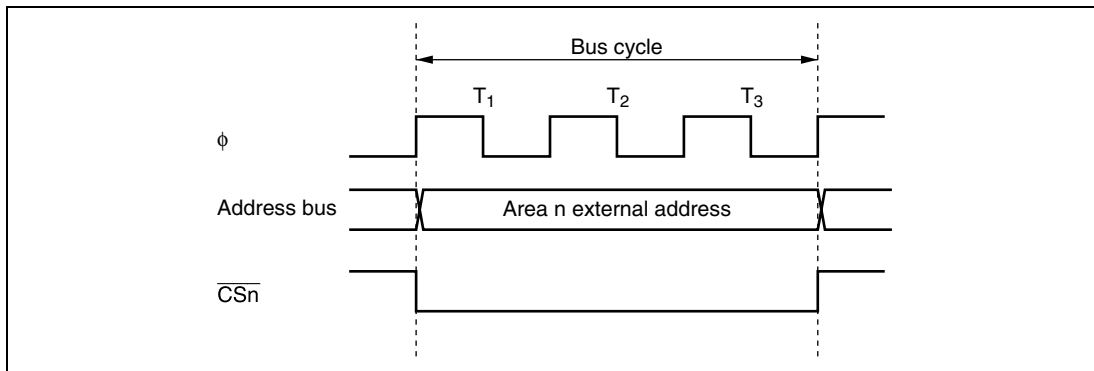 Bus cycle
T1 T2 T3
ϕ
Address bus Area n external address
CSn